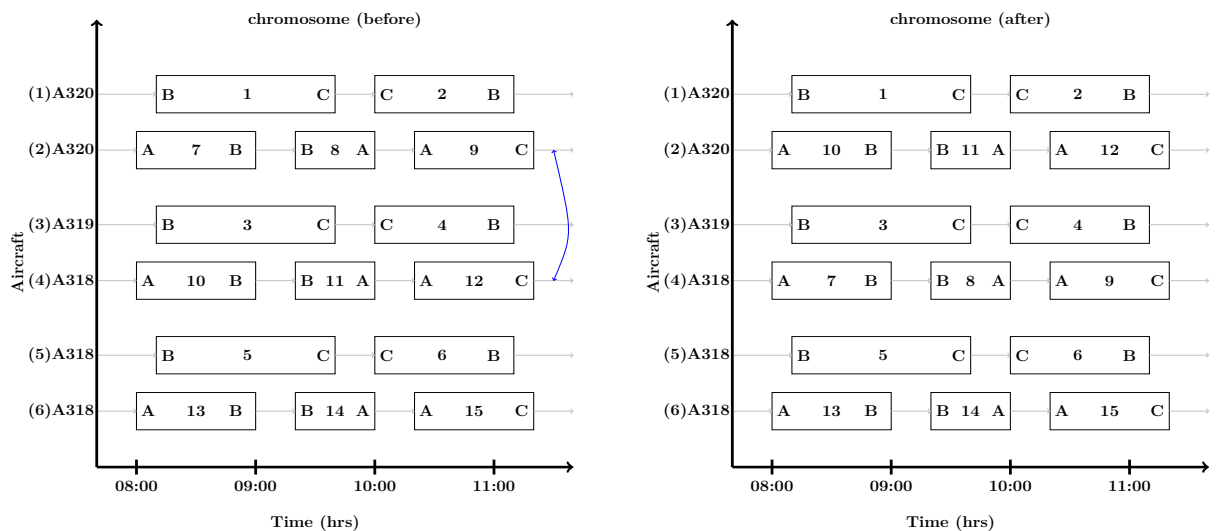 chromosome (before)
(1)A320 B 1 C C 2 B
(2)A320 A 7 B B 8 A A 9 C
(3)A319 B 3 C C 4 B
(4)A318 A 10 B B 11 A A 12 C
(5)A318 B 5 C C 6 B
(6)A318 A 13 B B 14 A A 15 C
Aircraft
08:00 09:00 10:00 11:00
Time (hrs)
chromosome (after)
(1)A320 B 1 C C 2 B
(2)A320 A 10 B B 11 A A 12 C
(3)A319 B 3 C C 4 B
(4)A318 A 7 B B 8 A A 9 C
(5)A318 B 5 C C 6 B
(6)A318 A 13 B B 14 A A 15 C
Aircraft
08:00 09:00 10:00 11:00
Time (hrs)